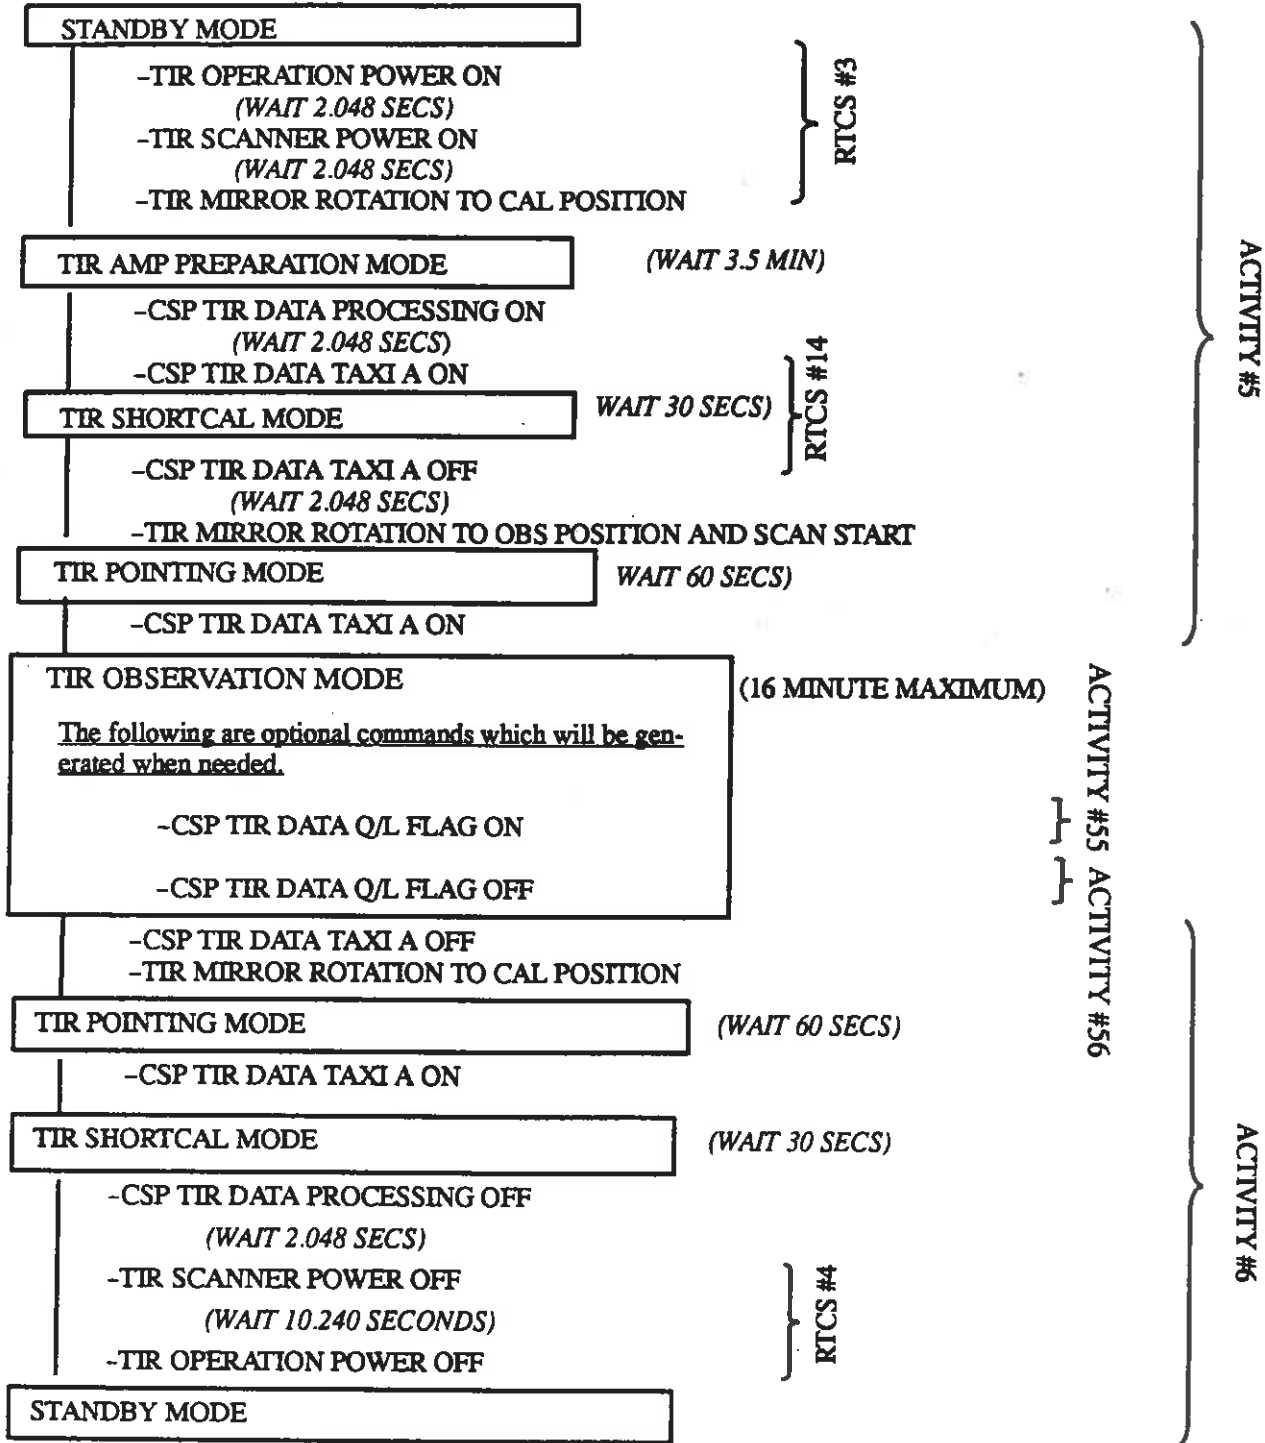 STANDBY MODE
-TIR OPERATION POWER ON
(WAIT 2.048 SECS)
-TIR SCANNER POWER ON
(WAIT 2.048 SECS)
-TIR MIRROR ROTATION TO CAL POSITION
RTCS #3
TIR AMP PREPARATION MODE
(WAIT 3.5 MIN)
-CSP TIR DATA PROCESSING ON
(WAIT 2.048 SECS)
-CSP TIR DATA TAXI A ON
TIR SHORTCAL MODE
WAIT 30 SECS)
RTCS #14
-CSP TIR DATA TAXI A OFF
(WAIT 2.048 SECS)
-TIR MIRROR ROTATION TO OBS POSITION AND SCAN START
TIR POINTING MODE
WAIT 60 SECS)
-CSP TIR DATA TAXI A ON
ACTIVITY #5
TIR OBSERVATION MODE
(16 MINUTE MAXIMUM)
The following are optional commands which will be gen-
erated when needed.
-CSP TIR DATA Q/L FLAG ON
ACTIVITY #55
-CSP TIR DATA Q/L FLAG OFF
ACTIVITY #56
-CSP TIR DATA TAXI A OFF
-TIR MIRROR ROTATION TO CAL POSITION
TIR POINTING MODE
(WAIT 60 SECS)
-CSP TIR DATA TAXI A ON
TIR SHORTCAL MODE
(WAIT 30 SECS)
-CSP TIR DATA PROCESSING OFF
(WAIT 2.048 SECS)
-TIR SCANNER POWER OFF
(WAIT 10.240 SECONDS)
-TIR OPERATION POWER OFF
RTCS #4
ACTIVITY #6
STANDBY MODE